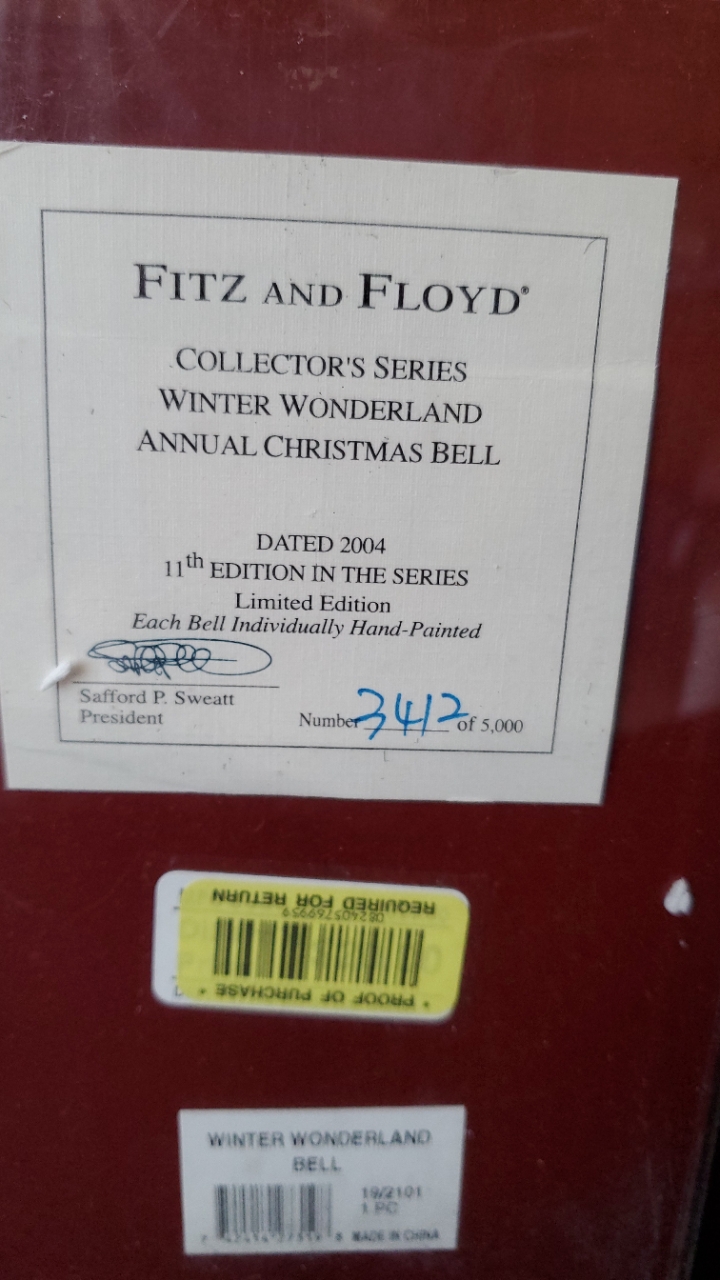 FITZ AND FLOYD®
COLLECTOR'S SERIES
WINTER WONDERLAND
ANNUAL CHRISTMAS BELL
DATED 2004
11th EDITION IN THE SERIES
Limited Edition
Each Bell Individually Hand-Painted
Safford P. Sweatt
President
Number 3412 of 5,000
* PROOF OF PURCHASE *
REQUIRED FOR RETURN
WINTER WONDERLAND
BELL
19/2101
1 PC
MADE IN CHINA